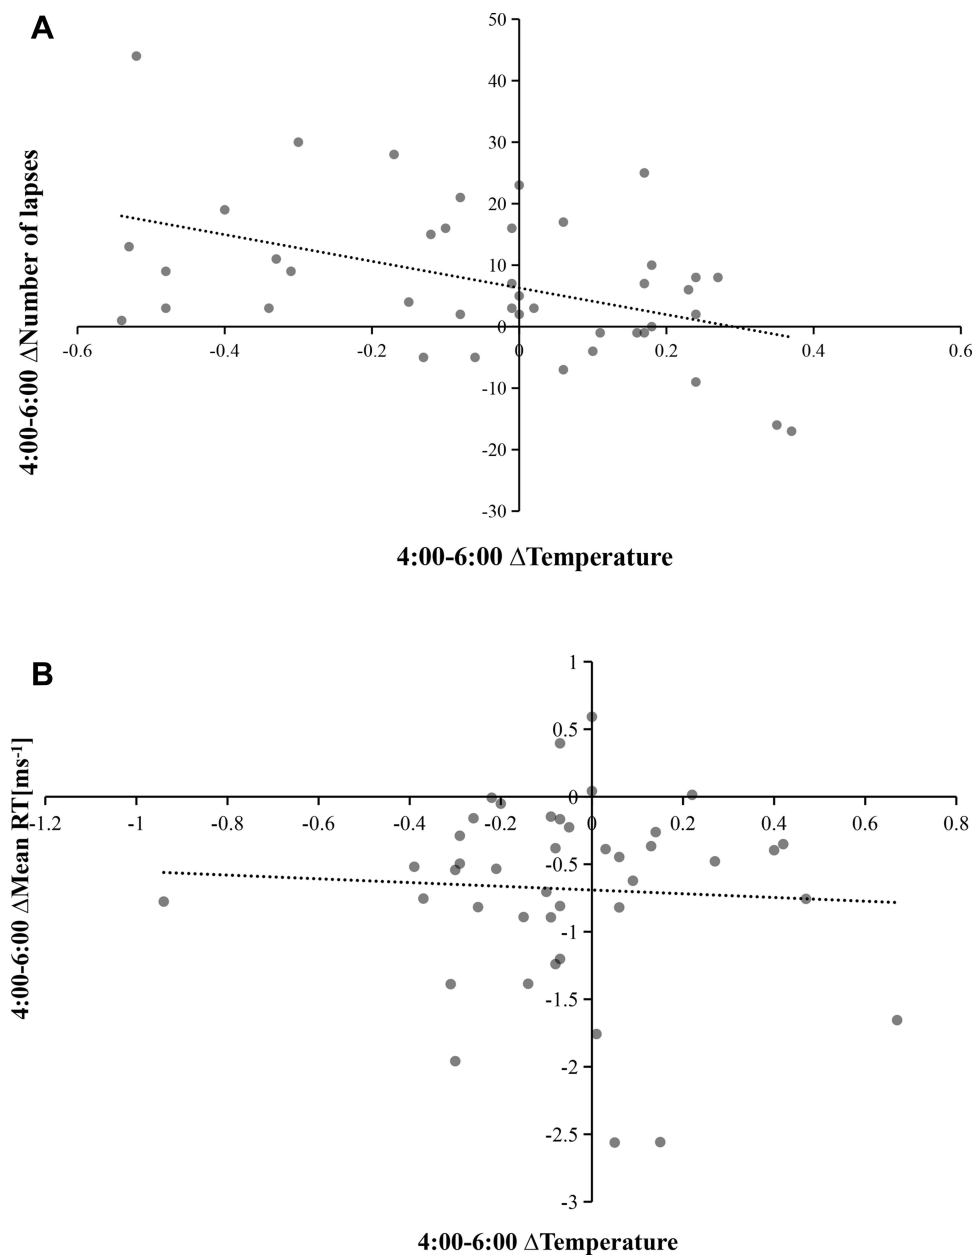 A
50
40
30
20
10
0
-10
-20
-30
-0.6 -0.4 -0.2 0 0.2 0.4 0.6
4:00-6:00 ΔNumber of lapses
4:00-6:00 ΔTemperature
B
1
0.5
0
-0.5
-1
-1.5
-2
-2.5
-3
-1.2 -1 -0.8 -0.6 -0.4 -0.2 0 0.2 0.4 0.6 0.8
4:00-6:00 ΔMean RT[ms⁻¹]
4:00-6:00 ΔTemperature